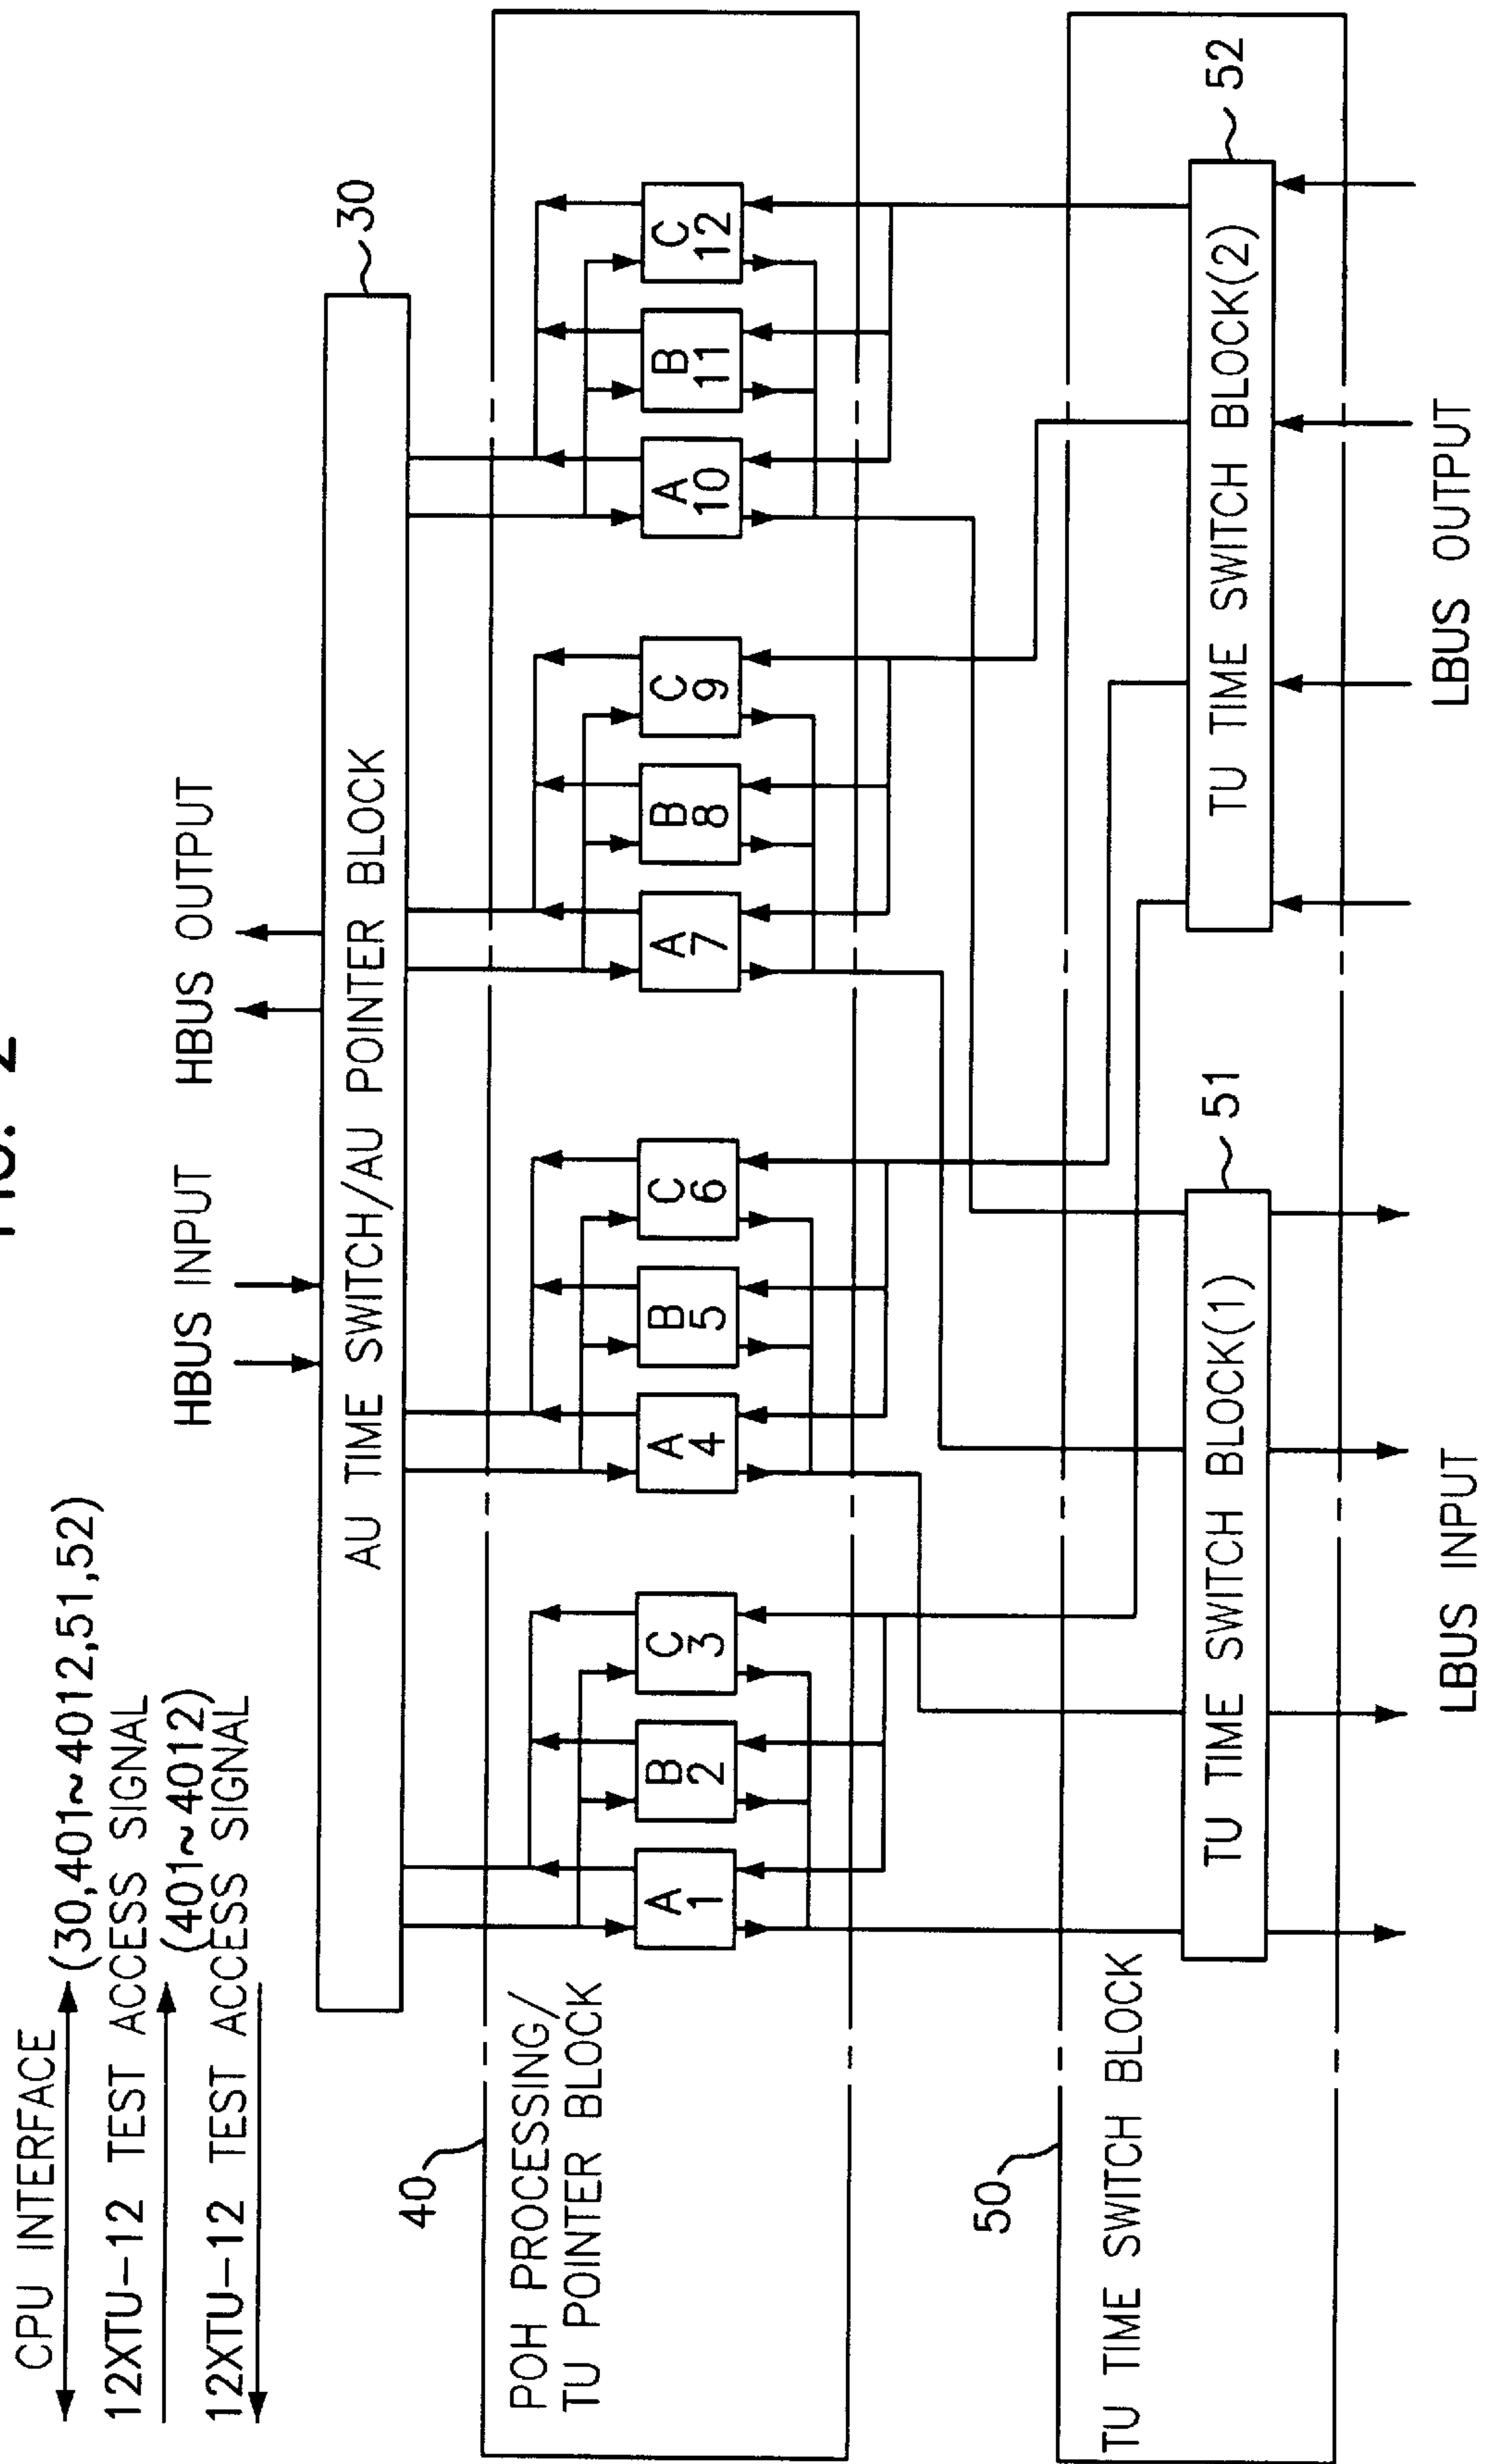 FIG. 2
CPU INTERFACE
(30,401~4012,51,52)
12XTU-12 TEST ACCESS SIGNAL
(401~4012)
12XTU-12 TEST ACCESS SIGNAL
HBUS INPUT
HBUS OUTPUT
AU TIME SWITCH/AU POINTER BLOCK
30
40
POH PROCESSING/
TU POINTER BLOCK
A
1
B
2
C
3
A
4
B
5
C
6
A
7
B
8
C
9
A
10
B
11
C
12
50
TU TIME SWITCH BLOCK
TU TIME SWITCH BLOCK(1)
51
TU TIME SWITCH BLOCK(2)
52
LBUS INPUT
LBUS OUTPUT